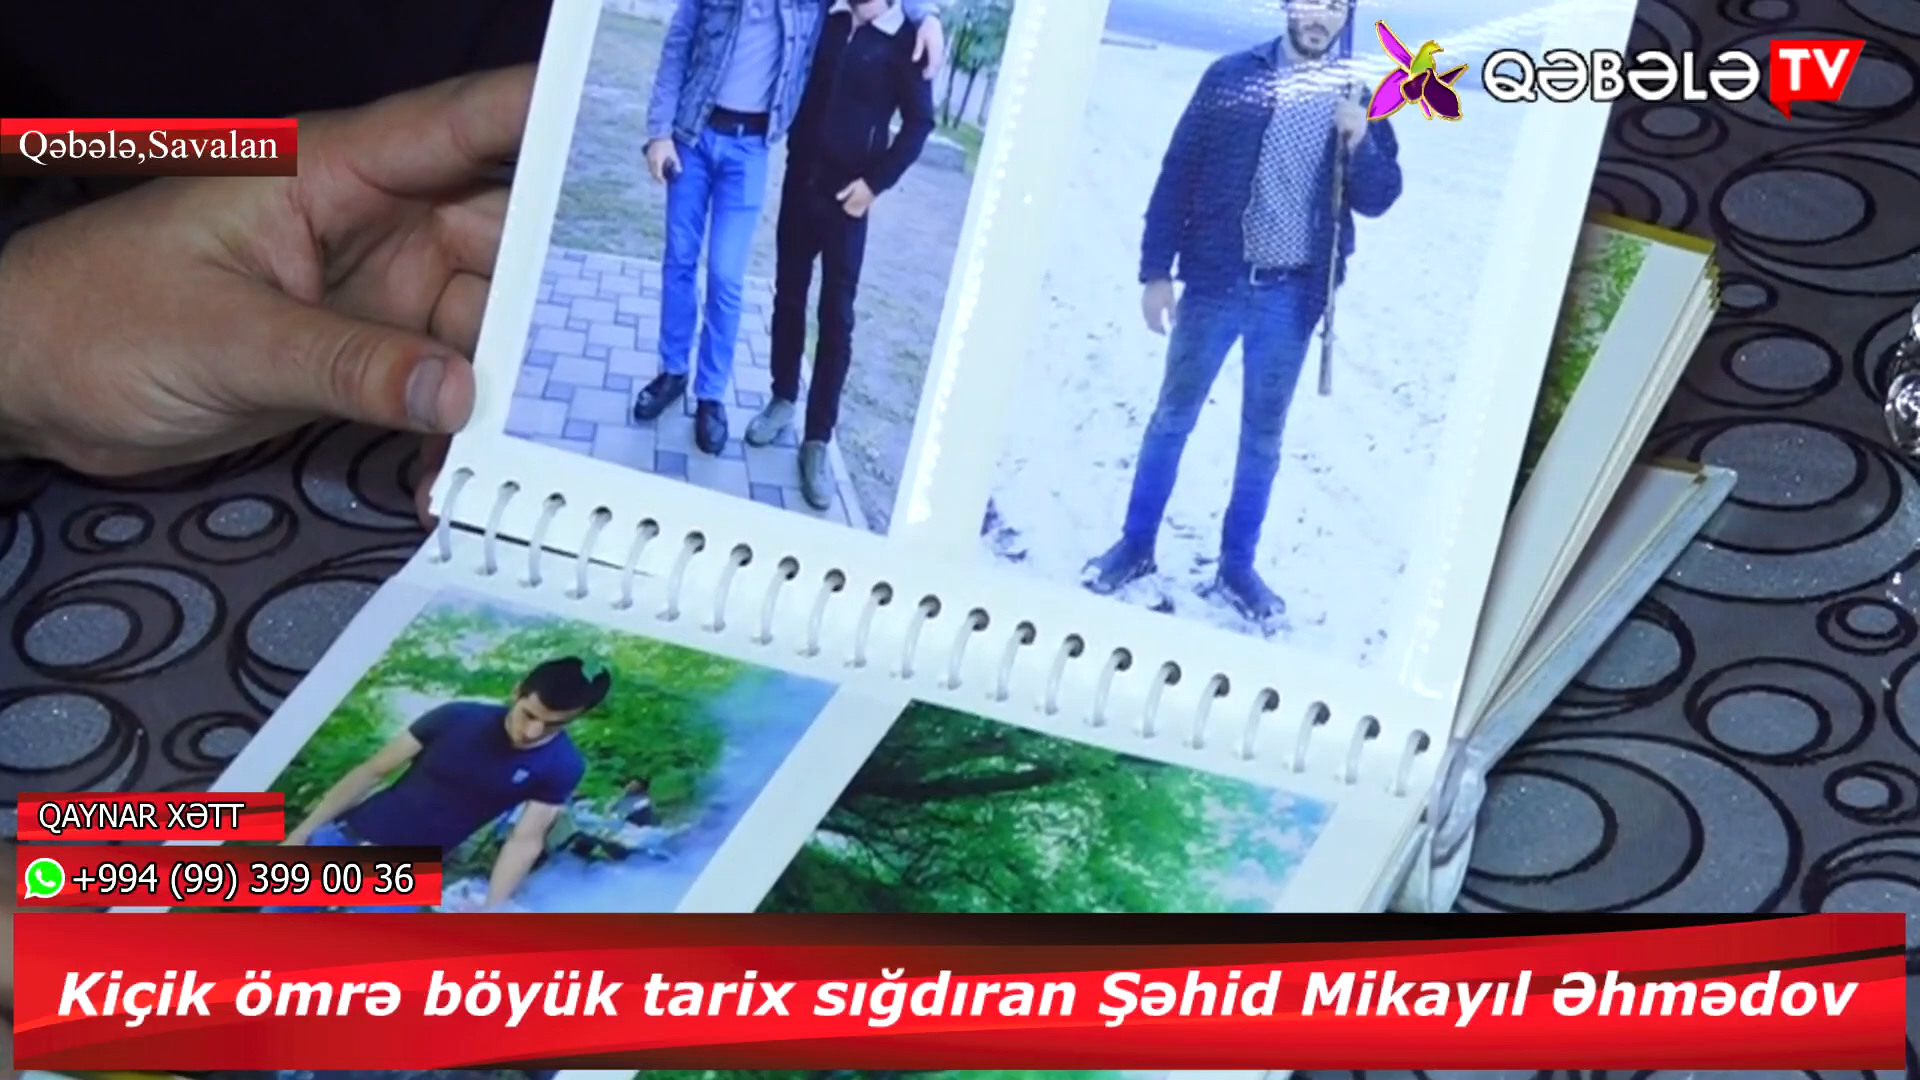 QƏBƏLƏ TV
Qəbələ,Savalan
QAYNAR XƏTT
+994 (99) 399 00 36
Kiçik ömrə böyük tarix sığdıran Şəhid Mikayıl Əhmədov